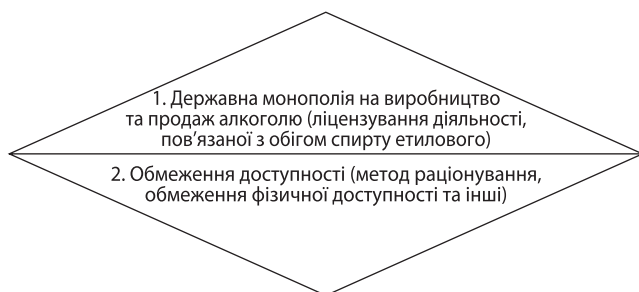 1. Державна монополія на виробництво
та продаж алкоголю (ліцензування діяльності,
пов’язаної з обігом спирту етилового)
2. Обмеження доступності (метод раціонування,
обмеження фізичної доступності та інші)